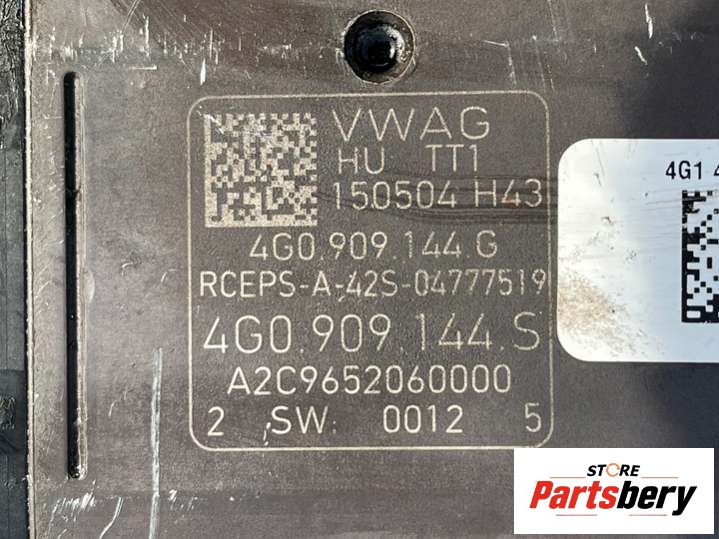 VWAG
HU TT1
150504 H43
4G0.909.144.G
RCEPS-A-42S-04777519
4G0.909.144.S
A2C9652060000
2 SW: 0012 5
4G1 4
STORE
Partsbery